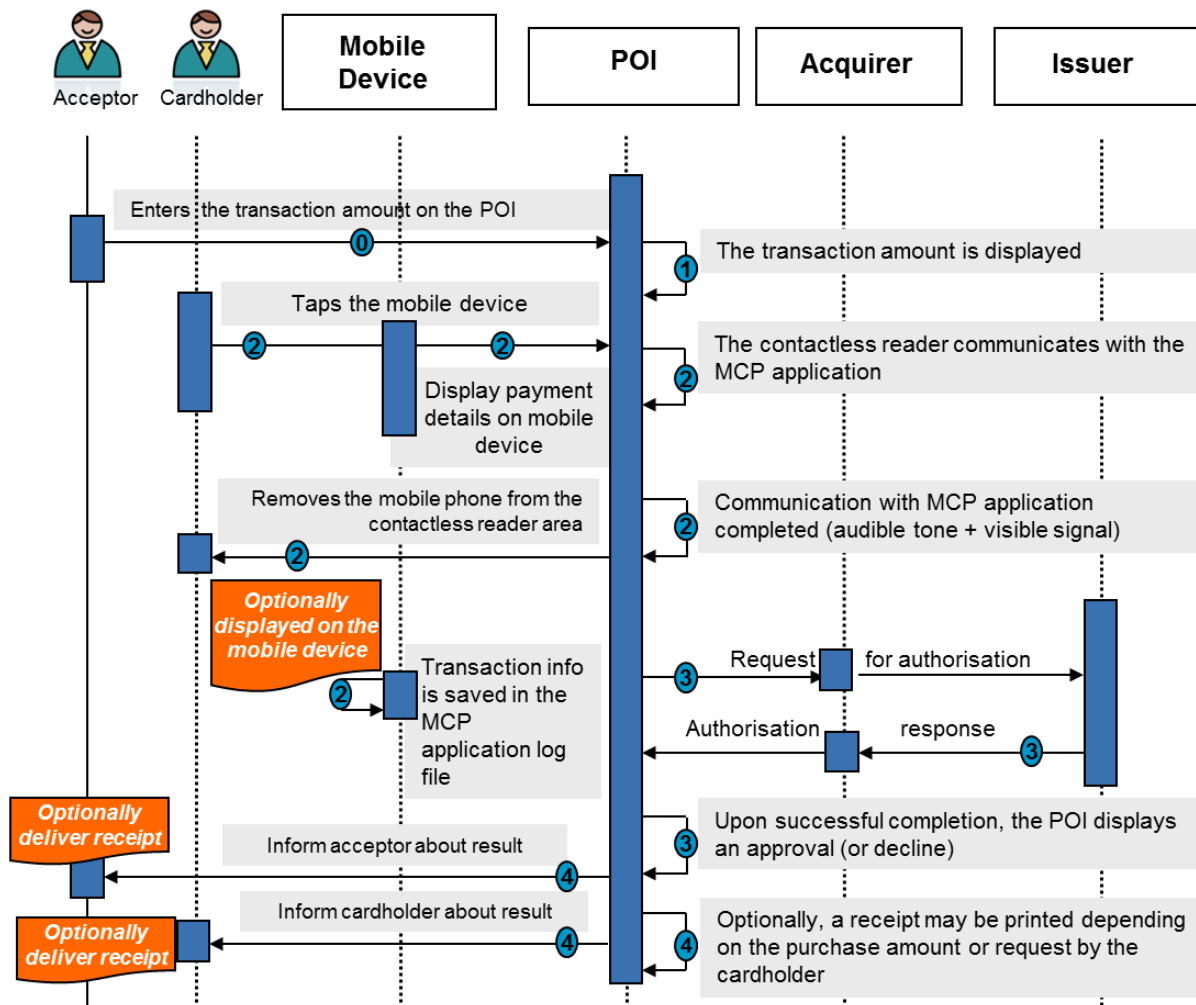 Acceptor
Cardholder
Mobile
Device
POI
Acquirer
Issuer
Enters the transaction amount on the POI
0
1
The transaction amount is displayed
Taps the mobile device
2
2
2
The contactless reader communicates with the
MCP application
Display payment
details on mobile
device
Removes the mobile phone from the
contactless reader area
2
2
Communication with MCP application
completed (audible tone + visible signal)
Optionally
displayed on the
mobile device
2
Transaction info
is saved in the
MCP
application log
file
Request
for authorisation
3
Authorisation
response
3
Optionally
deliver receipt
Inform acceptor about result
4
3
Upon successful completion, the POI displays
an approval (or decline)
Optionally
deliver receipt
Inform cardholder about result
4
4
Optionally, a receipt may be printed depending
on the purchase amount or request by the
cardholder